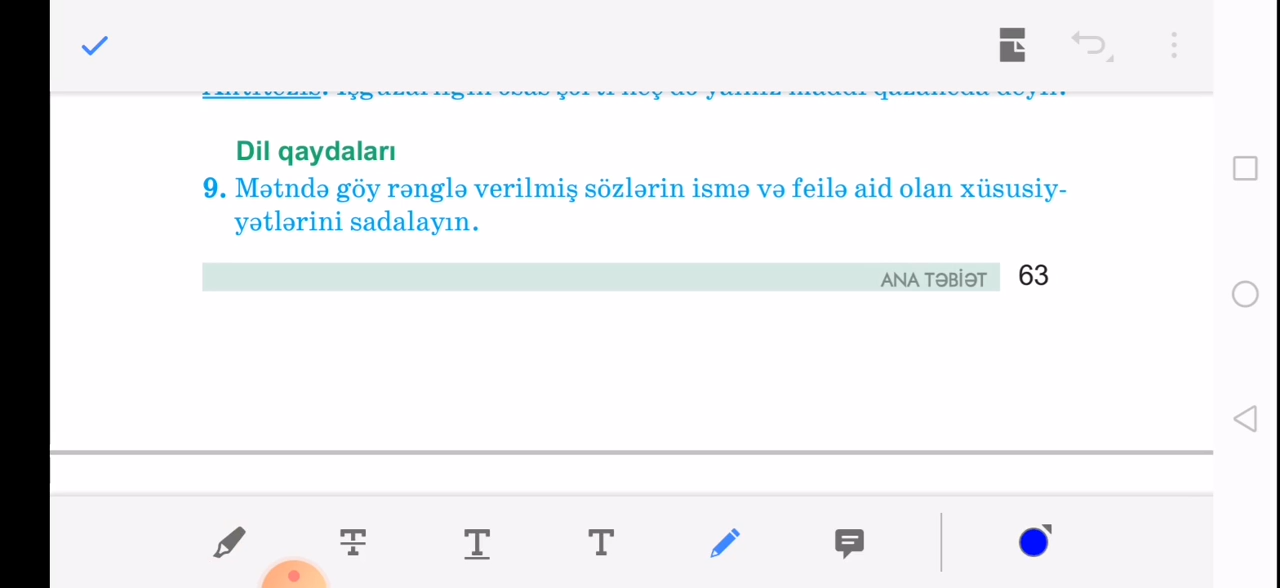 Dil qaydaları
9. Mətndə göy rənglə verilmiş sözlərin ismə və feilə aid olan xüsusiy-
yətlərini sadalayın.
ANA TƏBİƏT 63